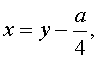 x = y - a/4,